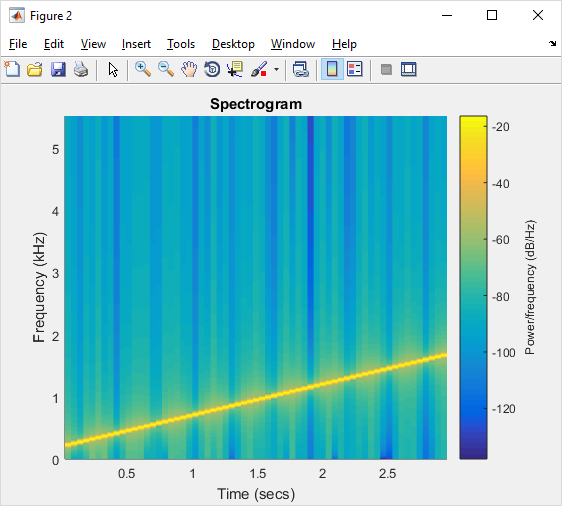 Figure 2
File Edit View Insert Tools Desktop Window Help
Spectrogram
Frequency (kHz)
5
4
3
2
1
0
0.5 1 1.5 2 2.5
Time (secs)
-20
-40
-60
-80
-100
-120
Power/frequency (dB/Hz)